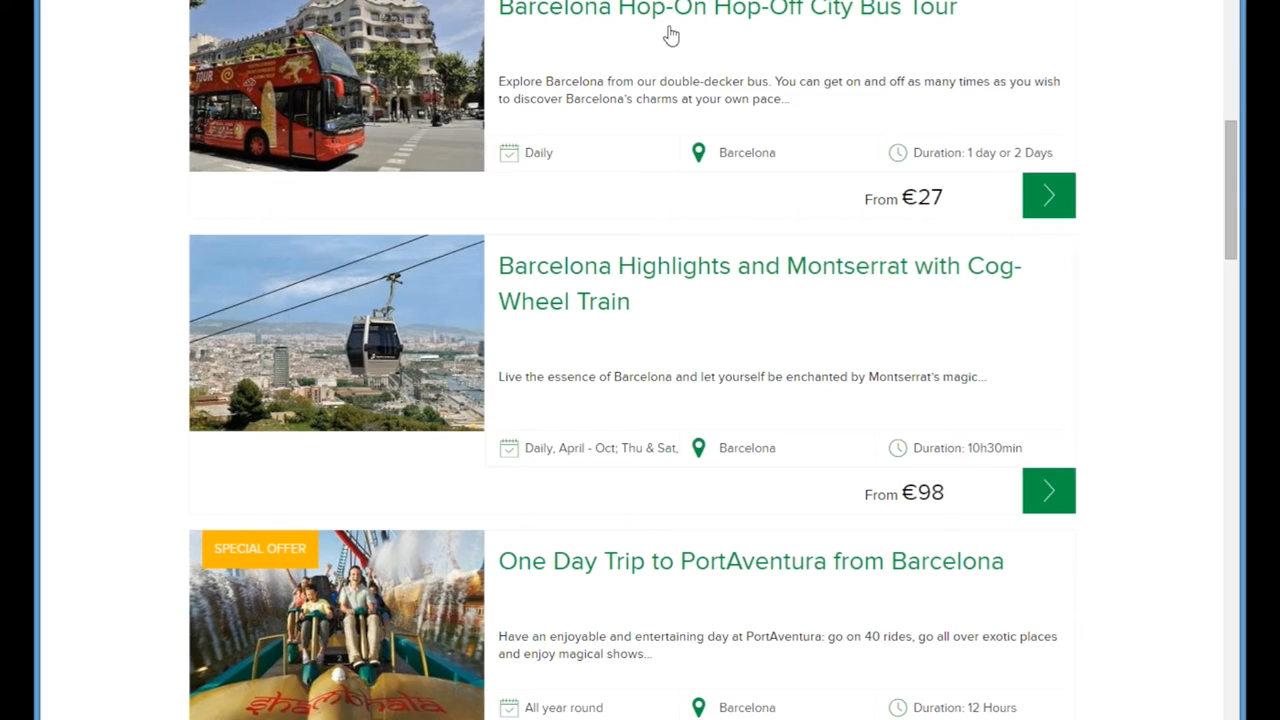 Barcelona Hop-On Hop-Off City Bus Tour
TOUR
Explore Barcelona from our double-decker bus. You can get on and off as many times as you wish
to discover Barcelona's charms at your own pace...
Daily
Barcelona
Duration: 1 day or 2 Days
From €27
Barcelona Highlights and Montserrat with Cog-
Wheel Train
Live the essence of Barcelona and let yourself be enchanted by Montserrat's magic...
Daily, April - Oct; Thu & Sat,
Barcelona
Duration: 10h30min
From €98
SPECIAL OFFER
One Day Trip to PortAventura from Barcelona
Have an enjoyable and entertaining day at PortAventura: go on 40 rides, go all over exotic places
and enjoy magical shows...
shambhala
All year round
Barcelona
Duration: 12 Hours